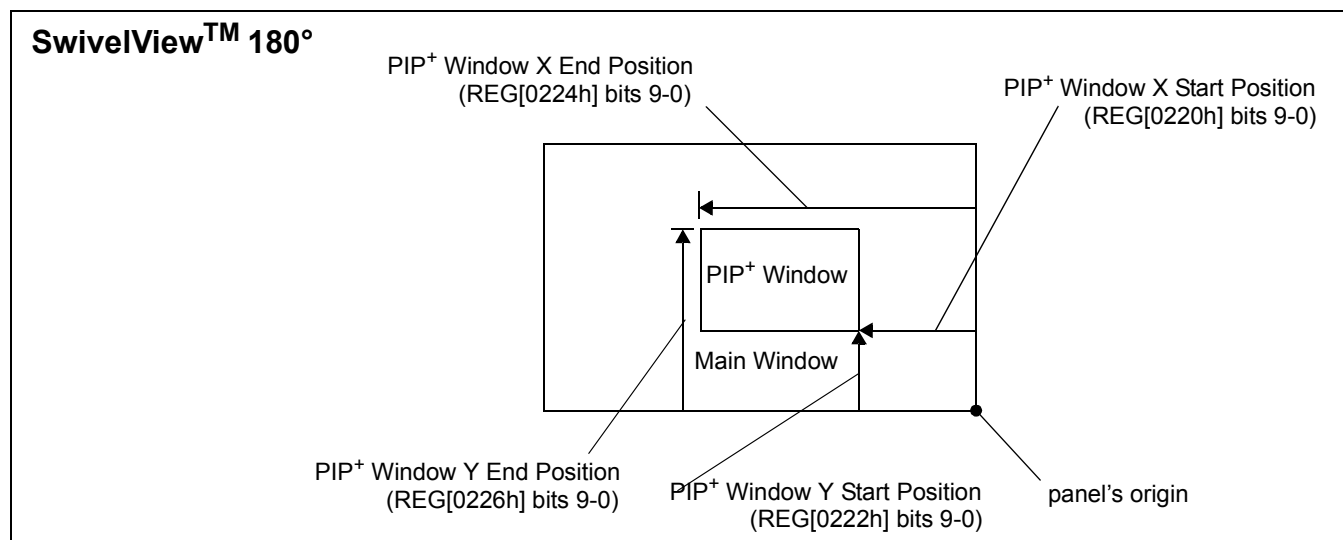 SwivelView™ 180°
PIP+ Window X End Position
(REG[0224h] bits 9-0)
PIP+ Window X Start Position
(REG[0220h] bits 9-0)
PIP+ Window
Main Window
PIP+ Window Y End Position
(REG[0226h] bits 9-0)
PIP+ Window Y Start Position
(REG[0222h] bits 9-0)
panel's origin